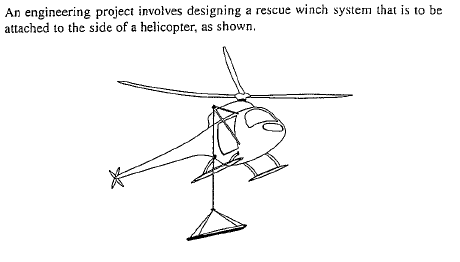 An engineering project involves designing a rescue winch system that is to be
attached to the side of a helicopter, as shown.